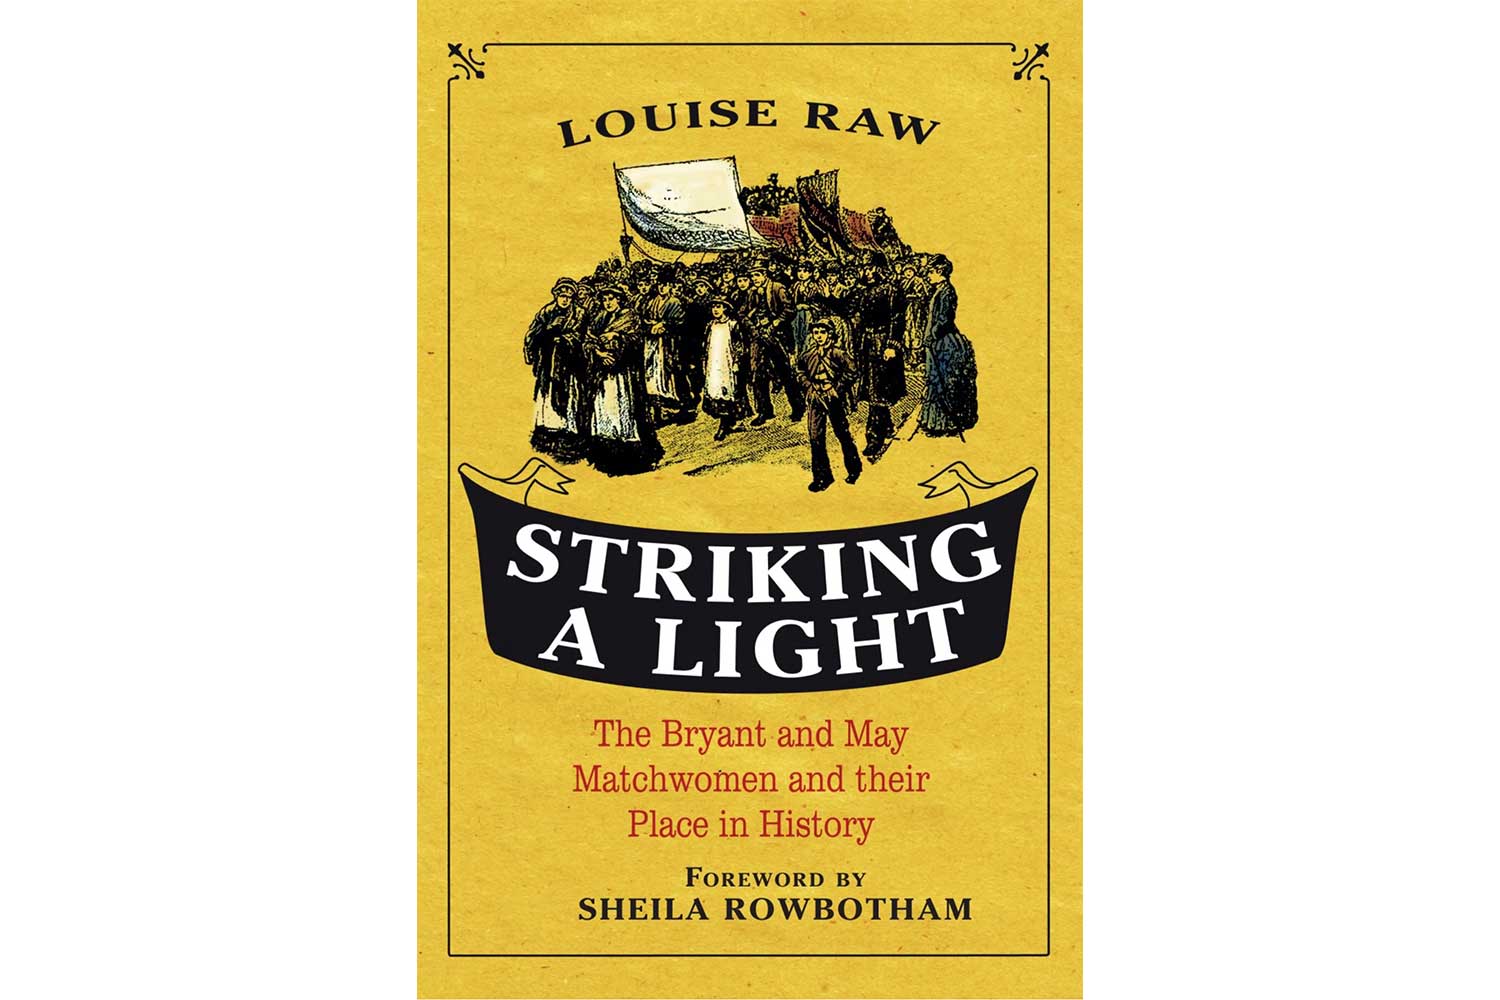 LOUISE RAW
STRIKING
A LIGHT
The Bryant and May
Matchwomen and their
Place in History
FOREWORD BY
SHEILA ROWBOTHAM